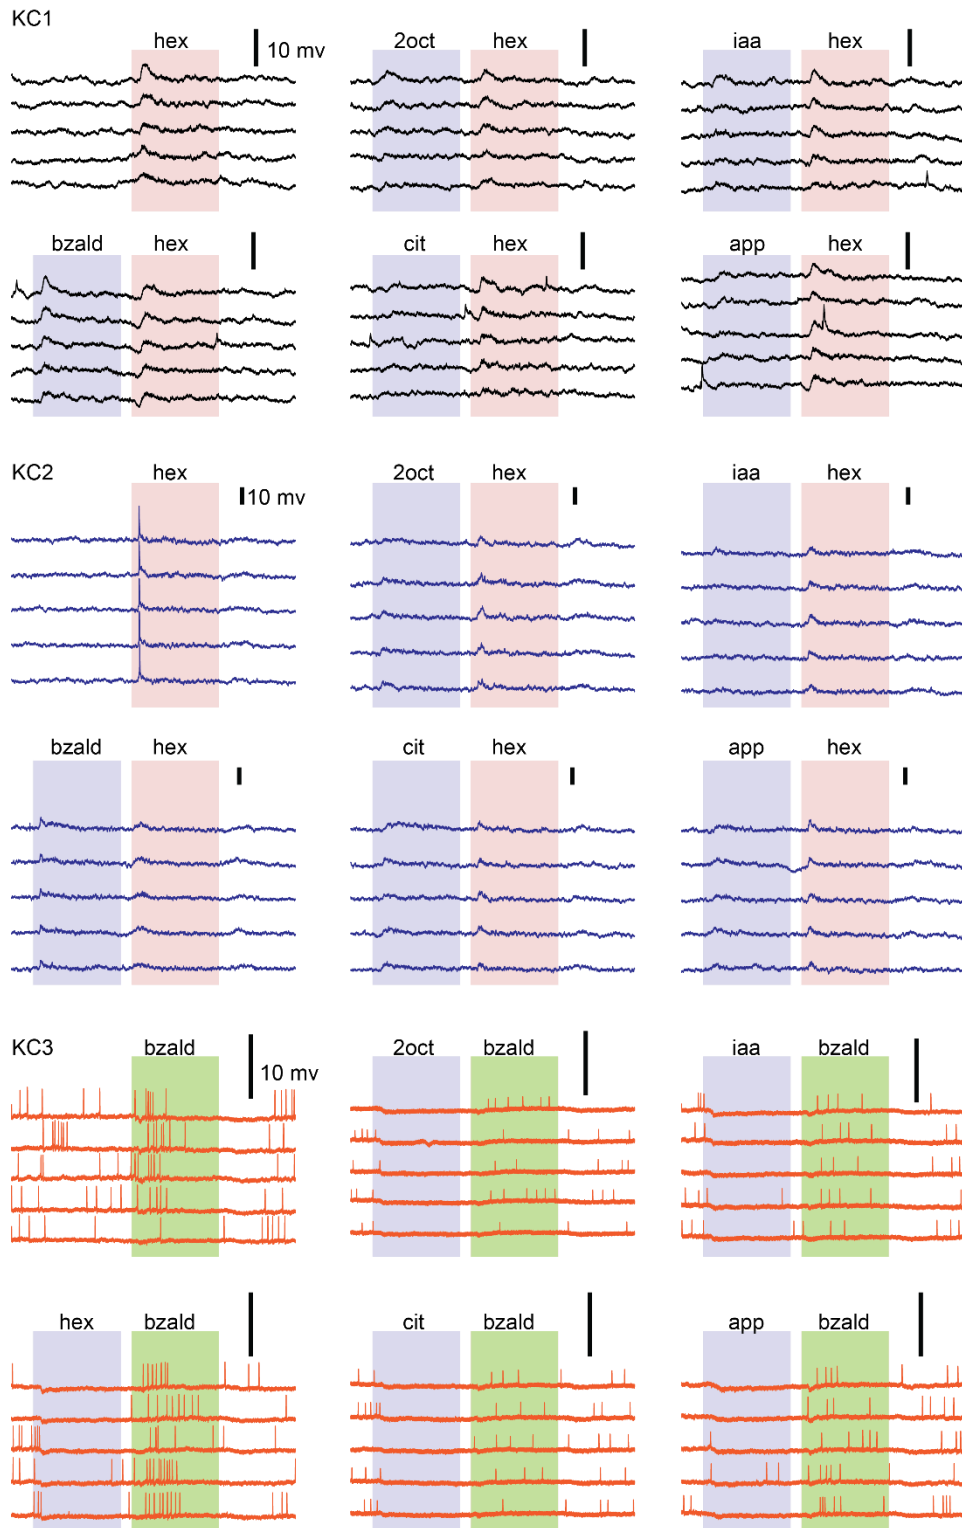 KC1
hex 10 mv
2oct hex
iaa hex
bzald hex
cit hex
app hex
KC2
hex 10 mv
2oct hex
iaa hex
bzald hex
cit hex
app hex
KC3
bzald 10 mv
2oct bzald
iaa bzald
hex bzald
cit bzald
app bzald